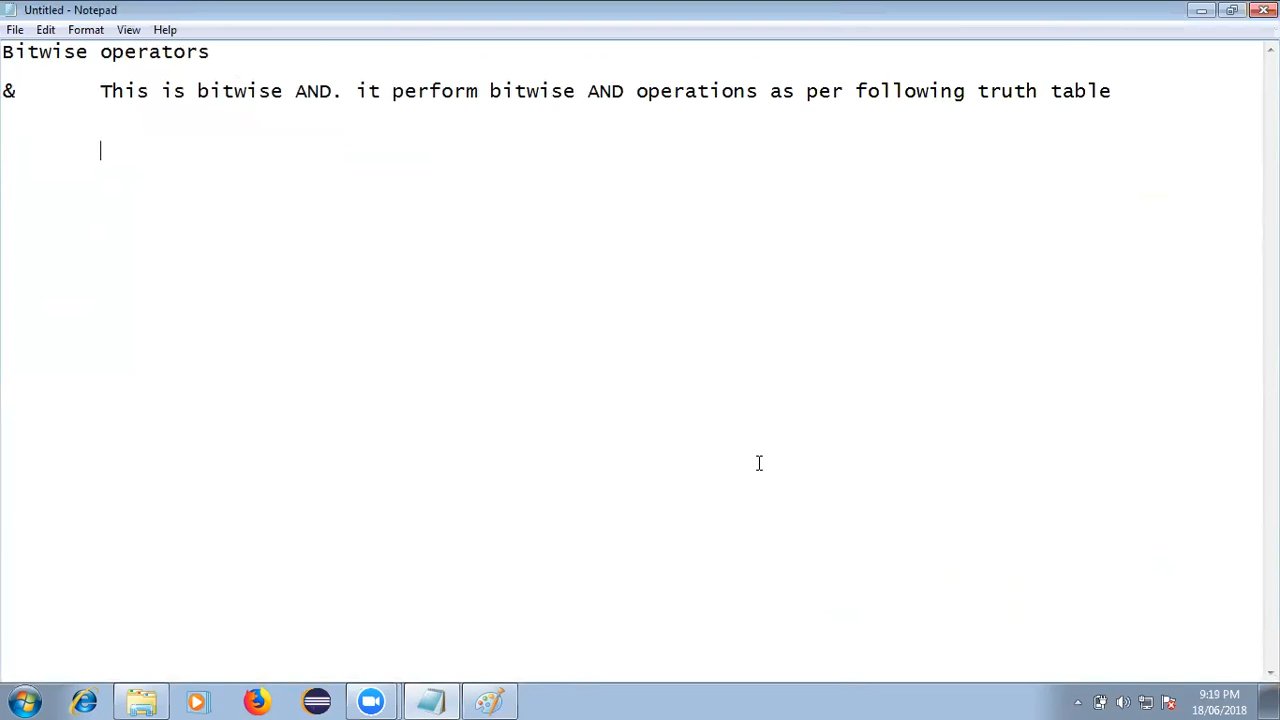 Untitled - Notepad
File Edit Format View Help
Bitwise operators
& This is bitwise AND. it perform bitwise AND operations as per following truth table
9:19 PM
18/06/2018